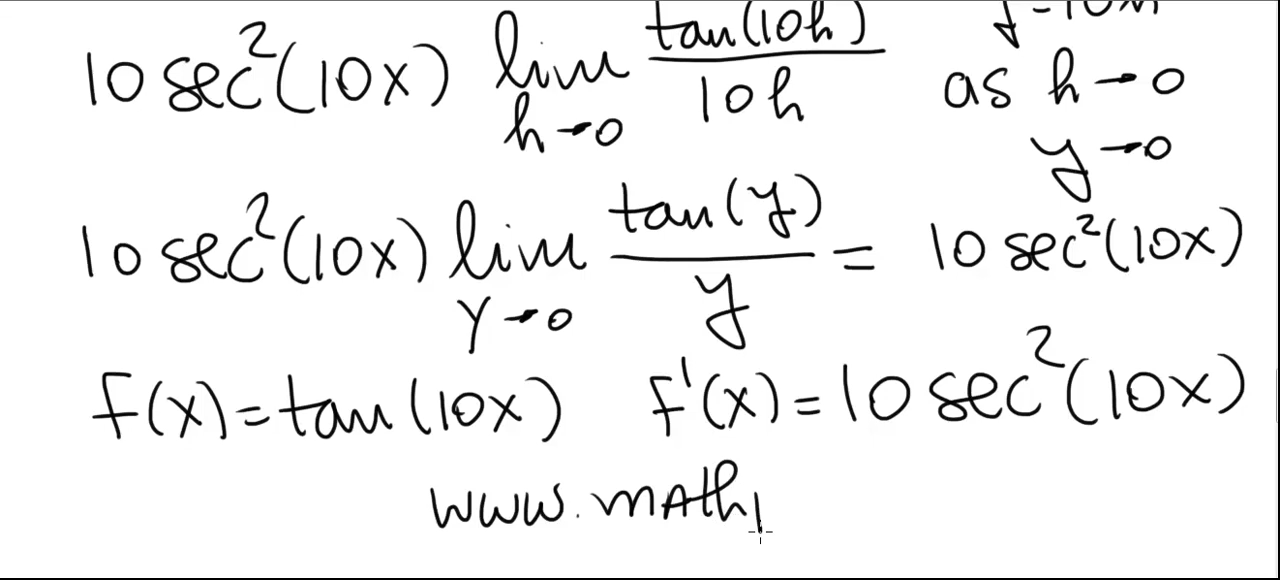 10 sec²(10x) lim h→0 tan(10h)/10h
as h→0
y→0
10 sec²(10x) lim y→0 tan(y)/y = 10 sec²(10x)
f(x)=tan(10x) f'(x)=10 sec²(10x)
www.math